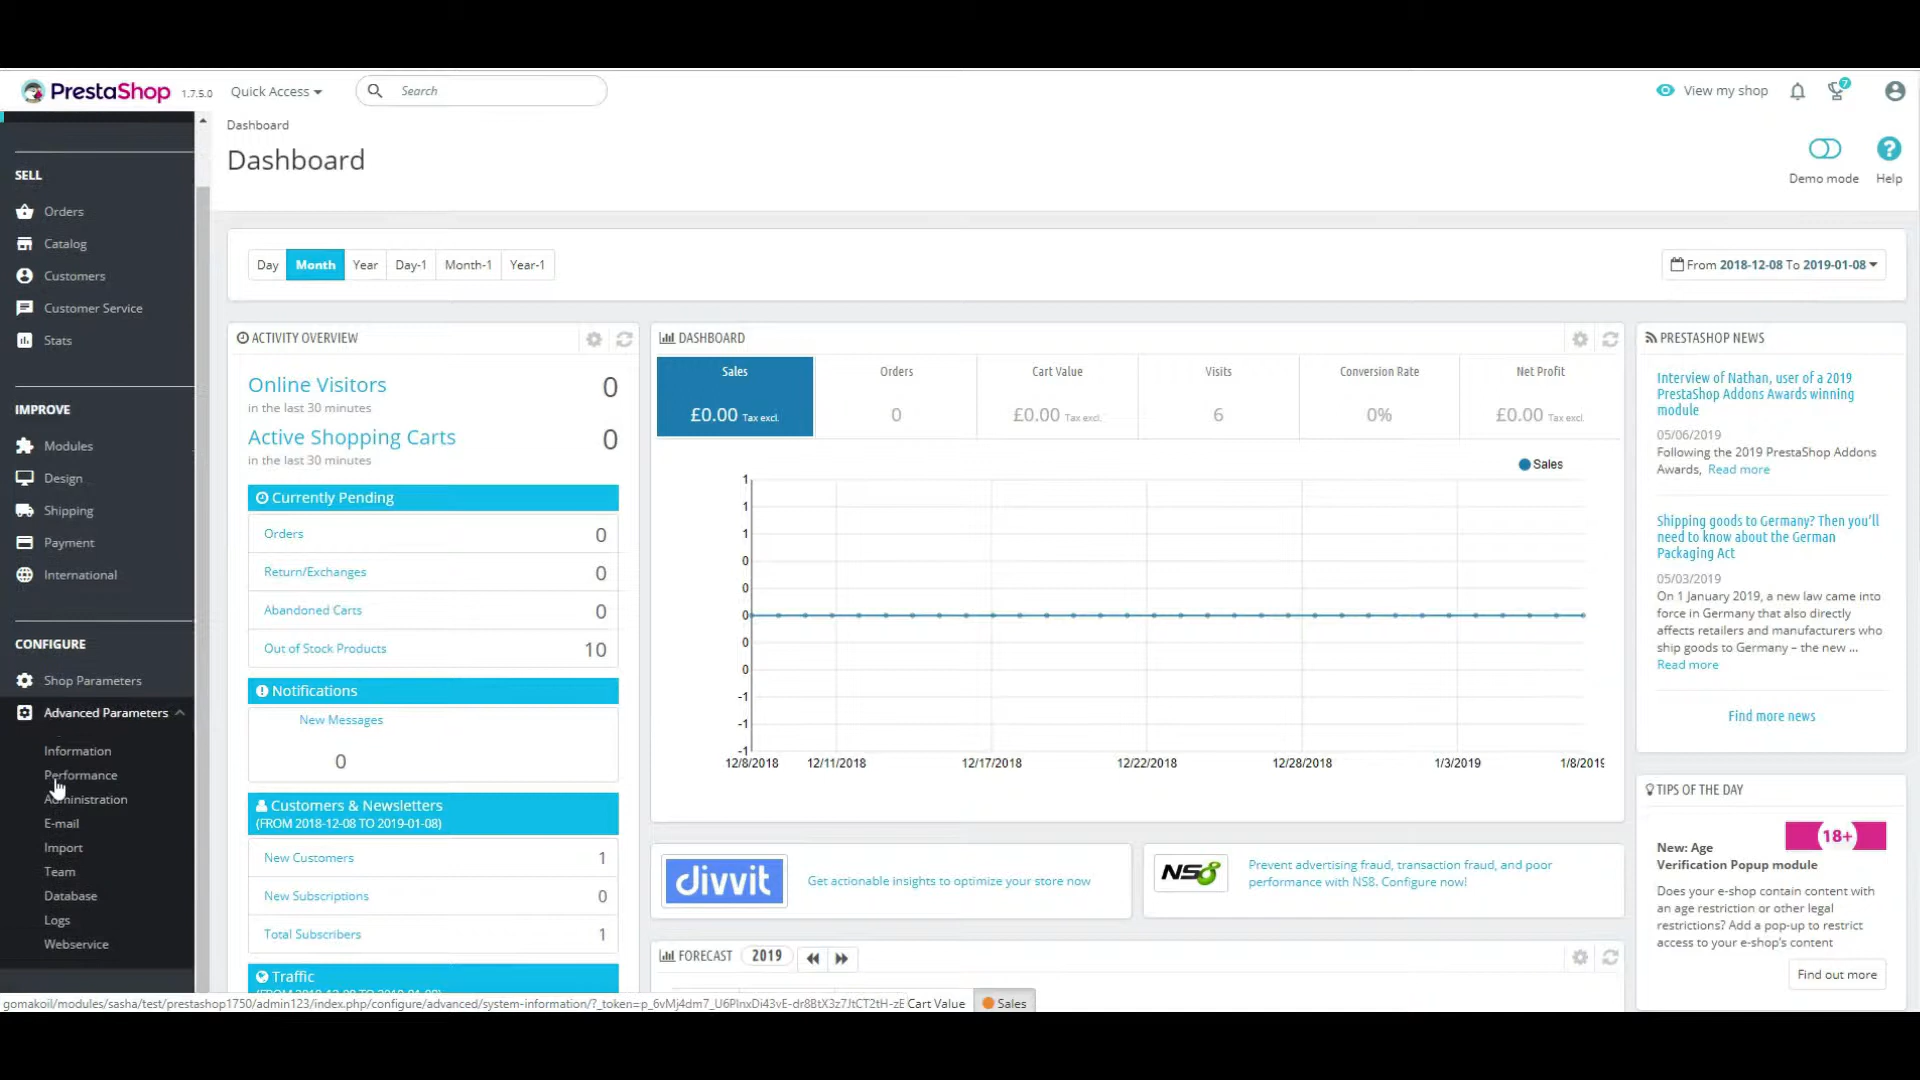 PrestaShop 1.7.5.0 Quick Access Search View my shop 7
Dashboard
Dashboard
Demo mode Help
SELL
Orders
Catalog
Customers
Customer Service
Stats
IMPROVE
Modules
Design
Shipping
Payment
International
CONFIGURE
Shop Parameters
Advanced Parameters
Information
Performance
Administration
E-mail
Import
Team
Database
Logs
Webservice
Day Month Year Day-1 Month-1 Year-1
From 2018-12-08 To 2019-01-08
ACTIVITY OVERVIEW
Online Visitors 0
in the last 30 minutes
Active Shopping Carts 0
in the last 30 minutes
Currently Pending
Orders 0
Return/Exchanges 0
Abandoned Carts 0
Out of Stock Products 10
Notifications
New Messages
0
Customers & Newsletters
(FROM 2018-12-08 TO 2019-01-08)
New Customers 1
New Subscriptions 0
Total Subscribers 1
Traffic
DASHBOARD
Sales Orders Cart Value Visits Conversion Rate Net Profit
£0.00 Tax excl. 0 £0.00 Tax excl. 6 0% £0.00 Tax excl.
Sales
1
1
1
0
0
0
0
0
-1
-1
-1
12/8/2018 12/11/2018 12/17/2018 12/22/2018 12/28/2018 1/3/2019 1/8/2019
divvit Get actionable insights to optimize your store now
NS8 Prevent advertising fraud, transaction fraud, and poor
performance with NS8. Configure now!
FORECAST 2019
Cart Value Sales
PRESTASHOP NEWS
Interview of Nathan, user of a 2019
PrestaShop Addons Awards winning
module
05/06/2019
Following the 2019 PrestaShop Addons
Awards, Read more
Shipping goods to Germany? Then you'll
need to know about the German
Packaging Act
05/03/2019
On 1 January 2019, a new law came into
force in Germany that also directly
affects retailers and manufacturers who
ship goods to Germany – the new ...
Read more
Find more news
TIPS OF THE DAY
18+
New: Age
Verification Popup module
Does your e-shop contain content with
an age restriction or other legal
restrictions? Add a pop-up to restrict
access to your e-shop's content
Find out more